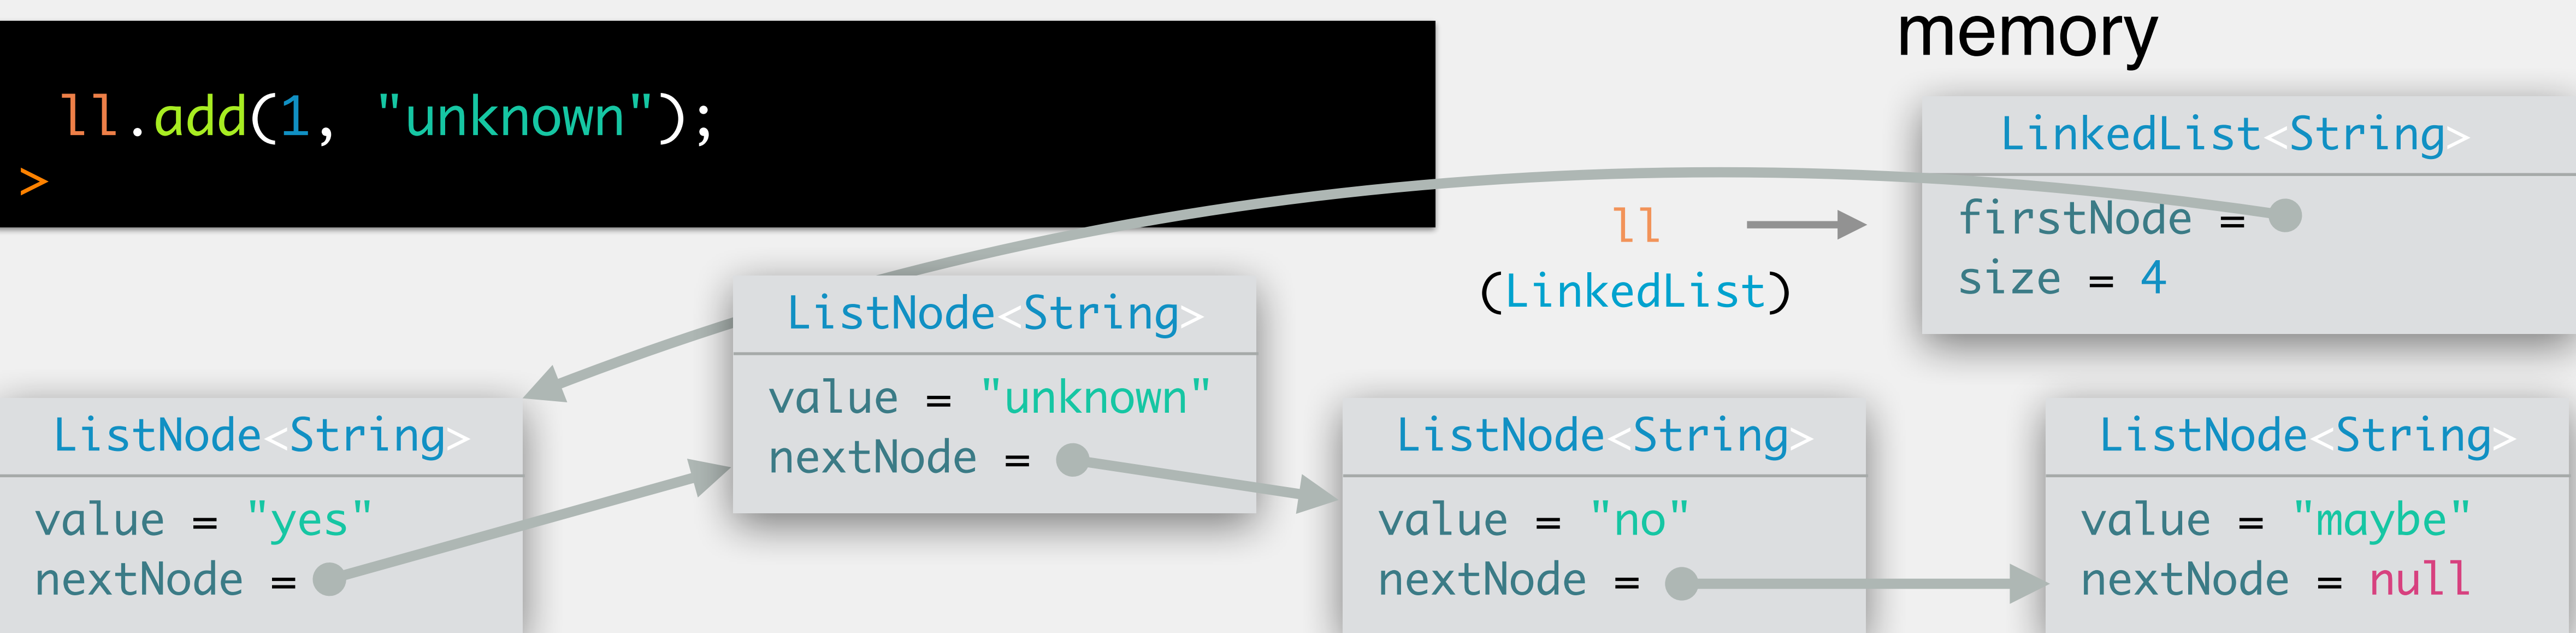 memory
ll.add(1, "unknown");
>
LinkedList<String>
firstNode =
size = 4
ll
(LinkedList)
ListNode<String>
value = "yes"
nextNode =
ListNode<String>
value = "unknown"
nextNode =
ListNode<String>
value = "no"
nextNode =
ListNode<String>
value = "maybe"
nextNode = null